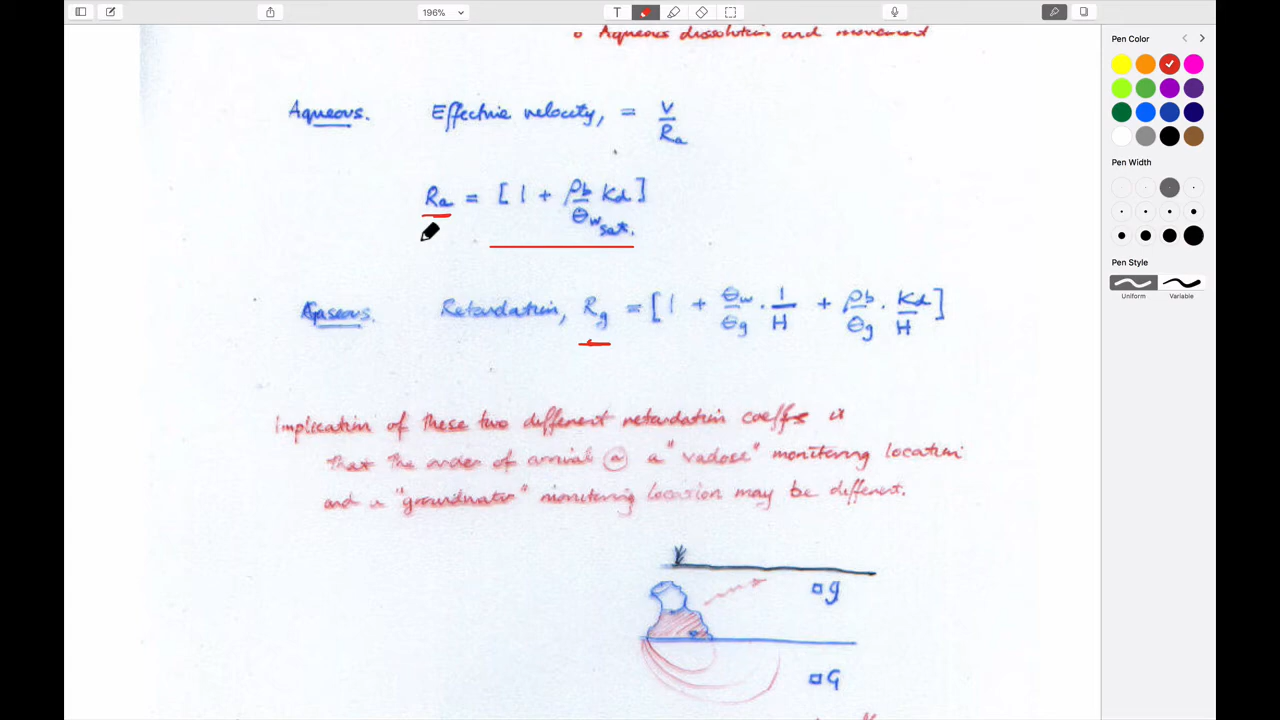 196%
T
Pen Color
o Aqueous dissolution and movement
Aqueous. Effective velocity, = v / Ra
Ra = [ 1 + ρb/θw sat. Kd ]
Gaseous. Retardation, Rg = [ 1 + θw/θg · 1/H + ρb/θg · Kd/H ]
Implication of these two different retardation coeffs is
that the order of arrival @ a "vadose" monitoring location
and a "groundwater" monitoring location may be different.
g
G
Pen Width
Pen Style
Uniform
Variable